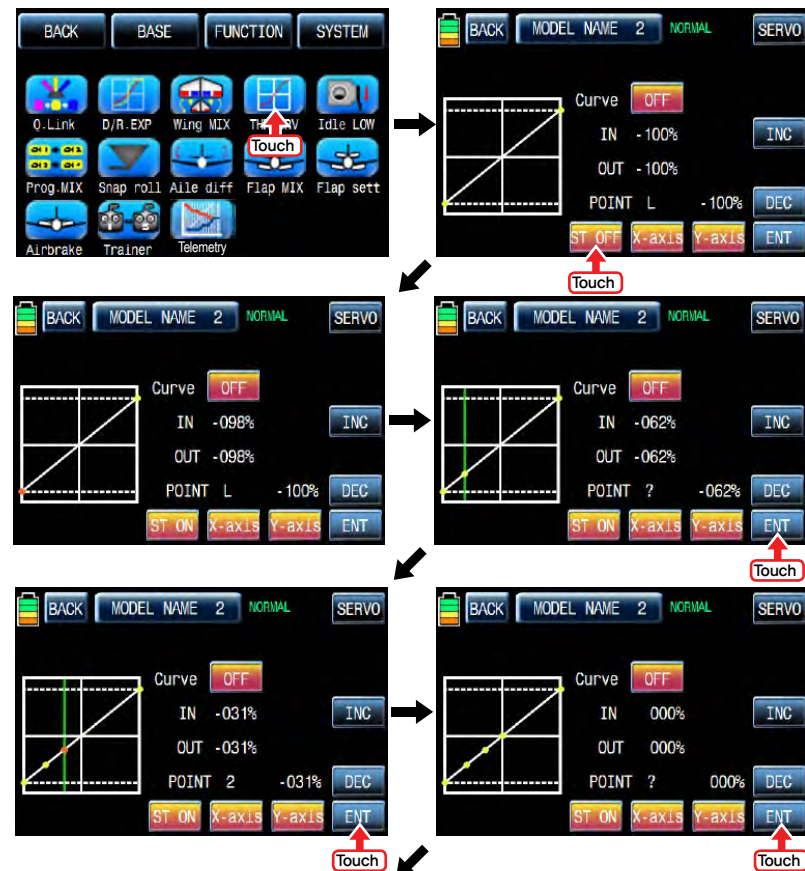 BACK BASE FUNCTION SYSTEM
Q.Link D/R.EXP Wing MIX Idle LOW
Touch
Prog.MIX Snap roll Aile diff Flap MIX Flap sett
Airbrake Trainer Telemetry
BACK MODEL NAME 2 NORMAL SERVO
Curve OFF
IN -100% INC
OUT -100%
POINT L -100% DEC
ST OFF X-axis Y-axis ENT
Touch
BACK MODEL NAME 2 NORMAL SERVO
Curve OFF
IN -098% INC
OUT -098%
POINT L -100% DEC
ST ON X-axis Y-axis ENT
BACK MODEL NAME 2 NORMAL SERVO
Curve OFF
IN -062% INC
OUT -062%
POINT ? -062% DEC
ST ON X-axis Y-axis ENT
Touch
BACK MODEL NAME 2 NORMAL SERVO
Curve OFF
IN -031% INC
OUT -031%
POINT 2 -031% DEC
ST ON X-axis Y-axis ENT
Touch
BACK MODEL NAME 2 NORMAL SERVO
Curve OFF
IN 000% INC
OUT 000%
POINT ? 000% DEC
ST ON X-axis Y-axis ENT
Touch